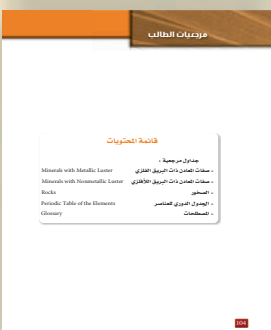 مرجعيات الطالب
قائمة المحتويات
جداول مرجعية :
- صفات المعادن ذات البريق الفلزي Minerals with Metallic Luster
- صفات المعادن ذات البريق اللافلزي Minerals with Nonmetallic Luster
- الصخور Rocks
- الجدول الدوري للعناصر Periodic Table of the Elements
- المصطلحات Glossary
104